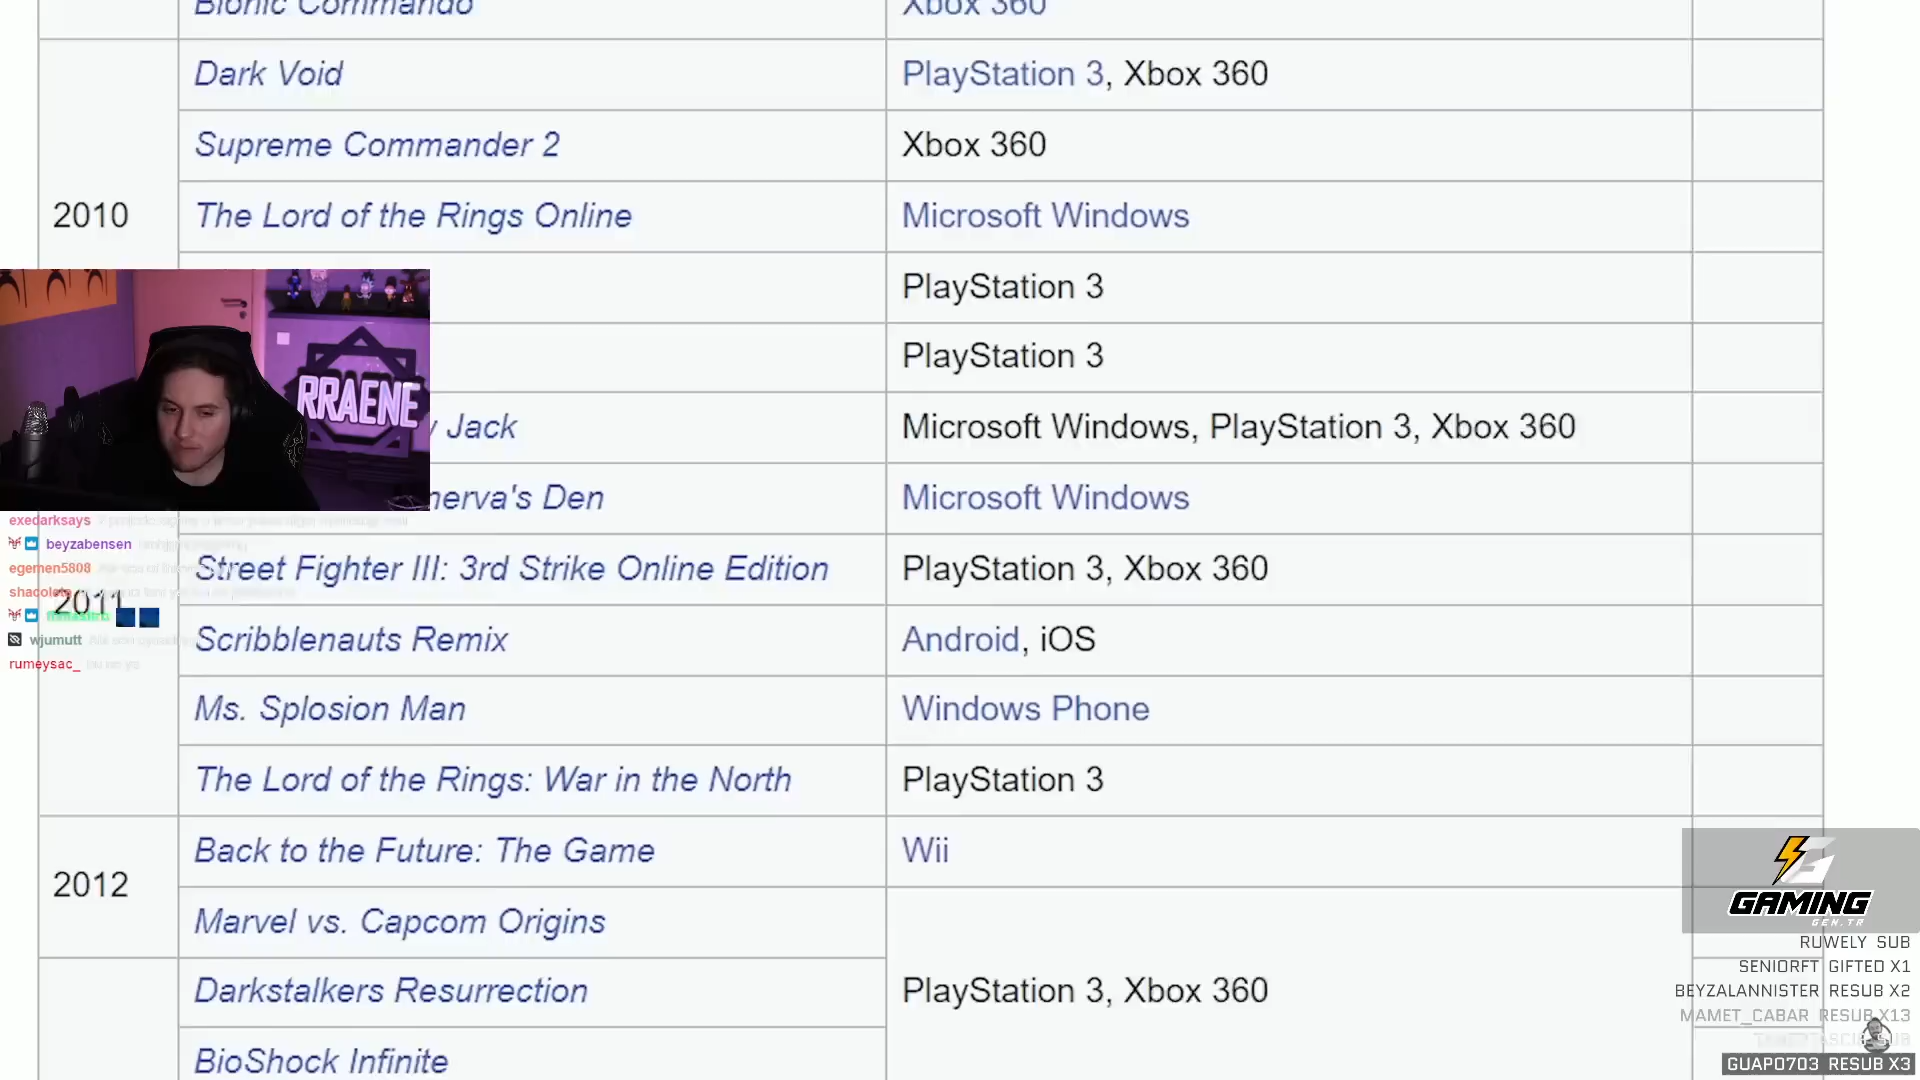 Bionic Commando
Xbox 360
Dark Void
PlayStation 3, Xbox 360
Supreme Commander 2
Xbox 360
2010
The Lord of the Rings Online
Microsoft Windows
PlayStation 3
PlayStation 3
Jack
Microsoft Windows, PlayStation 3, Xbox 360
nerva's Den
Microsoft Windows
Street Fighter III: 3rd Strike Online Edition
PlayStation 3, Xbox 360
2011
Scribblenauts Remix
Android, iOS
Ms. Splosion Man
Windows Phone
The Lord of the Rings: War in the North
PlayStation 3
2012
Back to the Future: The Game
Wii
Marvel vs. Capcom Origins
Darkstalkers Resurrection
PlayStation 3, Xbox 360
BioShock Infinite
RRAENE
exedarksays
beyzabensen
egemen5808
shacolota
wjumutt
rumeysac_
GAMING
GEN.TR
RUWELY SUB
SENIORFT GIFTED X1
BEYZALANNISTER RESUB X2
MAMET_CABAR RESUB X13
GUAP0703 RESUB X3